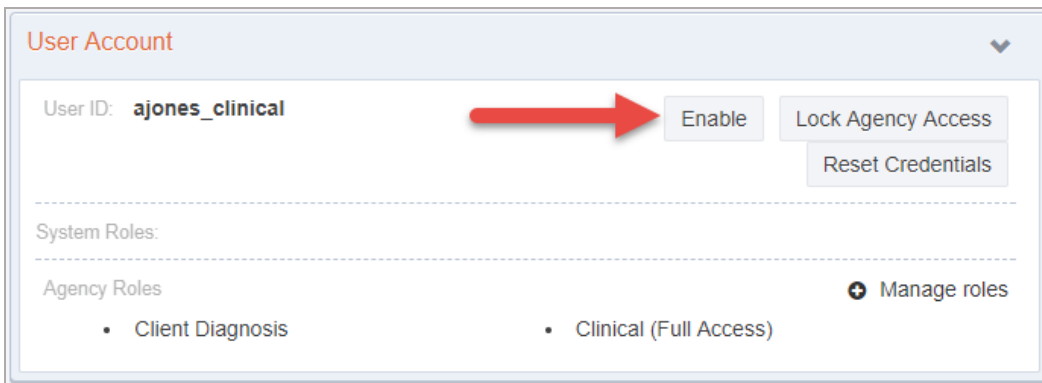 User Account
User ID: ajones_clinical
Enable
Lock Agency Access
Reset Credentials
System Roles:
Agency Roles
Manage roles
• Client Diagnosis
• Clinical (Full Access)